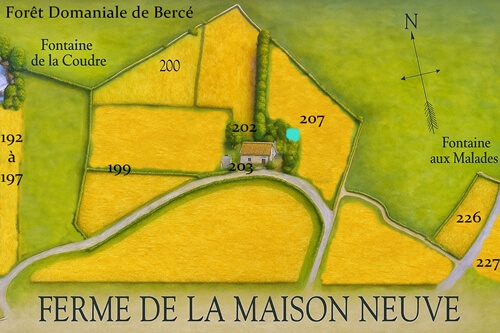 Forêt Domaniale de Bercé
Fontaine
de la Coudre
N
200
202
207
192
à
197
199
203
Fontaine
aux Malades
226
227
FERME DE LA MAISON NEUVE